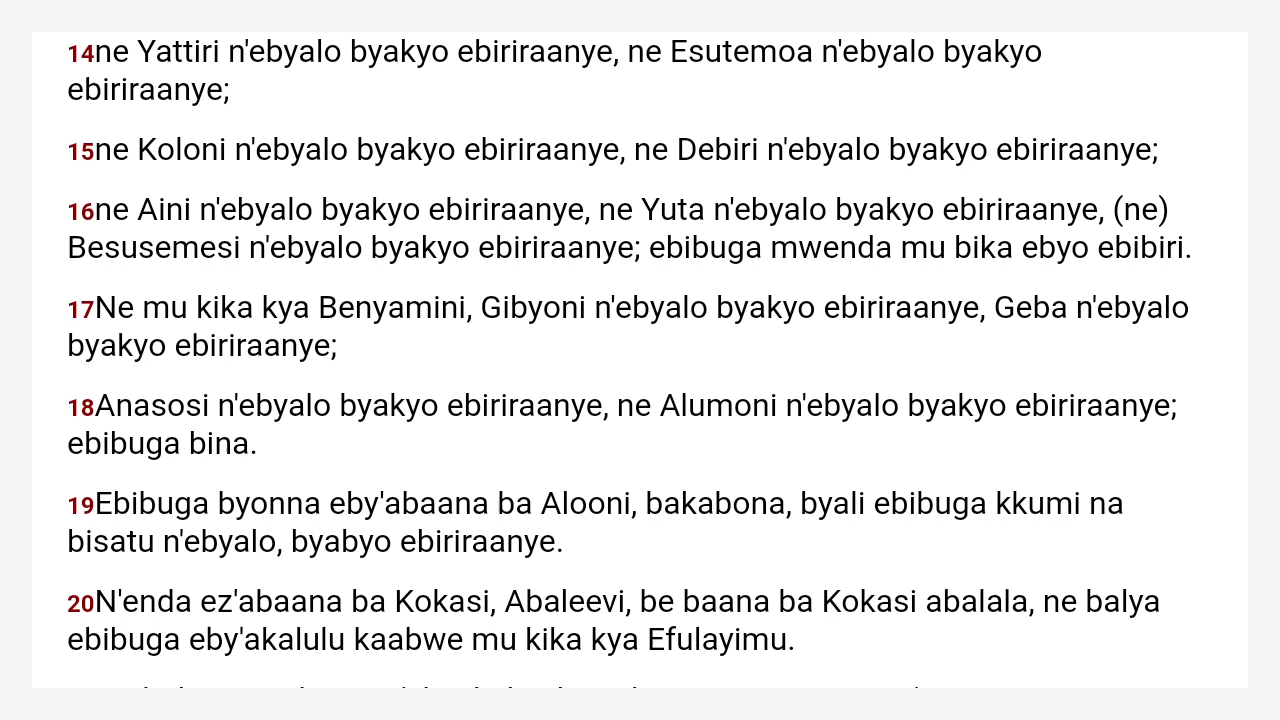 14ne Yattiri n'ebyalo byakyo ebiriraanye, ne Esutemoa n'ebyalo byakyo
ebiriraanye;
15ne Koloni n'ebyalo byakyo ebiriraanye, ne Debiri n'ebyalo byakyo ebiriraanye;
16ne Aini n'ebyalo byakyo ebiriraanye, ne Yuta n'ebyalo byakyo ebiriraanye, (ne)
Besusemesi n'ebyalo byakyo ebiriraanye; ebibuga mwenda mu bika ebyo ebibiri.
17Ne mu kika kya Benyamini, Gibyoni n'ebyalo byakyo ebiriraanye, Geba n'ebyalo
byakyo ebiriraanye;
18Anasosi n'ebyalo byakyo ebiriraanye, ne Alumoni n'ebyalo byakyo ebiriraanye;
ebibuga bina.
19Ebibuga byonna eby'abaana ba Alooni, bakabona, byali ebibuga kkumi na
bisatu n'ebyalo, byabyo ebiriraanye.
20N'enda ez'abaana ba Kokasi, Abaleevi, be baana ba Kokasi abalala, ne balya
ebibuga eby'akalulu kaabwe mu kika kya Efulayimu.